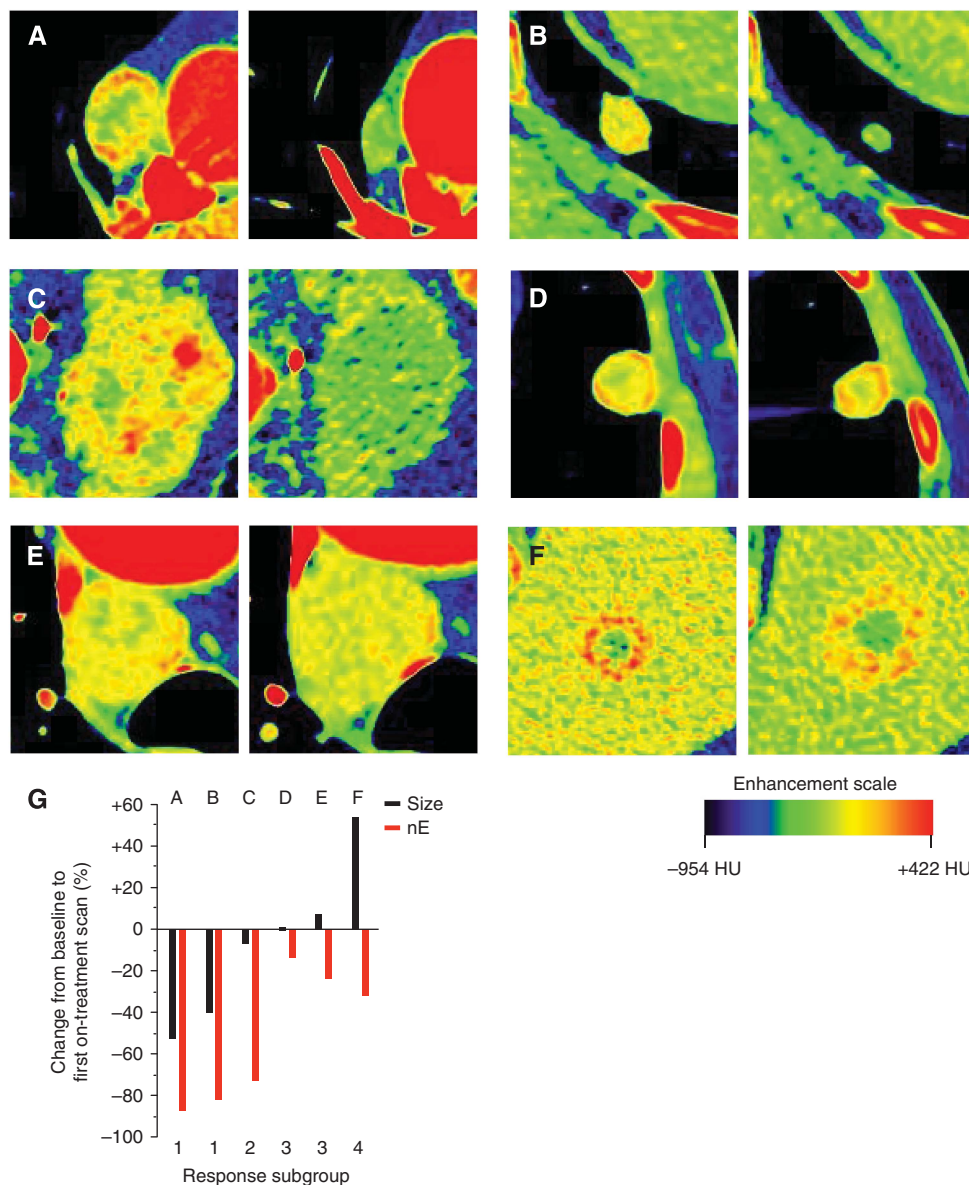 A
B
C
D
E
F
Enhancement scale
−954 HU
+422 HU
G
A B C D E F
Size
nE
+60
+40
+20
0
−20
−40
−60
−80
−100
Change from baseline to
first on-treatment scan (%)
1 1 2 3 3 4
Response subgroup